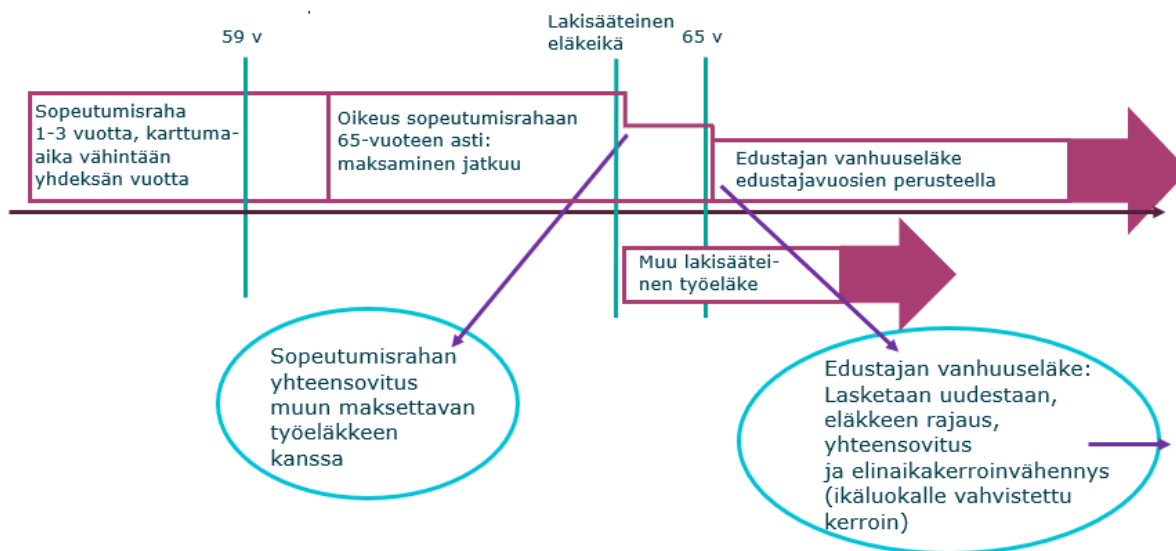 59 v
Lakisääteinen
eläkeikä
65 v
Sopeutumisraha
1-3 vuotta, karttuma-
aika vähintään
yhdeksän vuotta
Oikeus sopeutumisrahaan
65-vuoteen asti:
maksaminen jatkuu
Edustajan vanhuuseläke
edustajavuosien perusteella
Muu lakisäätei-
nen työeläke
Sopeutumisrahan
yhteensovitus
muun maksettavan
työeläkkeen
kanssa
Edustajan vanhuuseläke:
Lasketaan uudestaan,
eläkkeen rajaus,
yhteensovitus
ja elinaikakerroinvähennys
(ikäluokalle vahvistettu
kerroin)